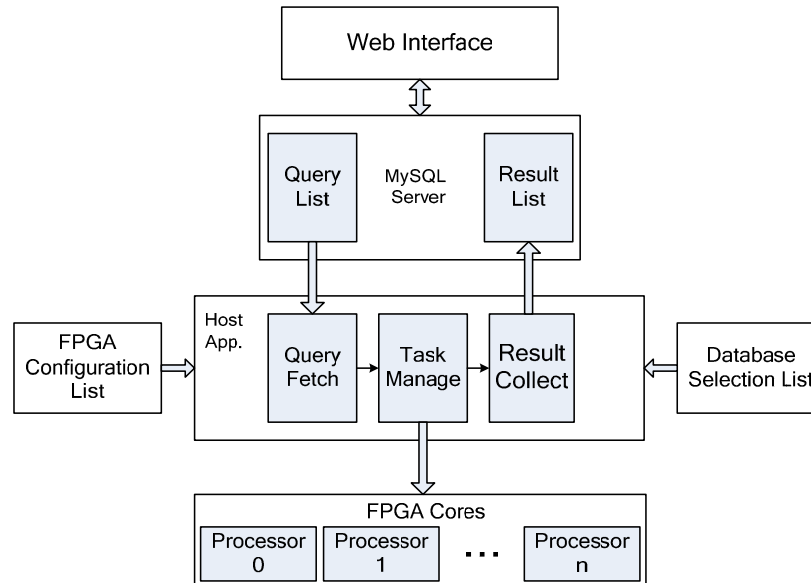 Web Interface
Query
List
MySQL
Server
Result
List
Host
App.
Query
Fetch
Task
Manage
Result
Collect
FPGA
Configuration
List
Database
Selection List
FPGA Cores
Processor
0
Processor
1
...
Processor
n